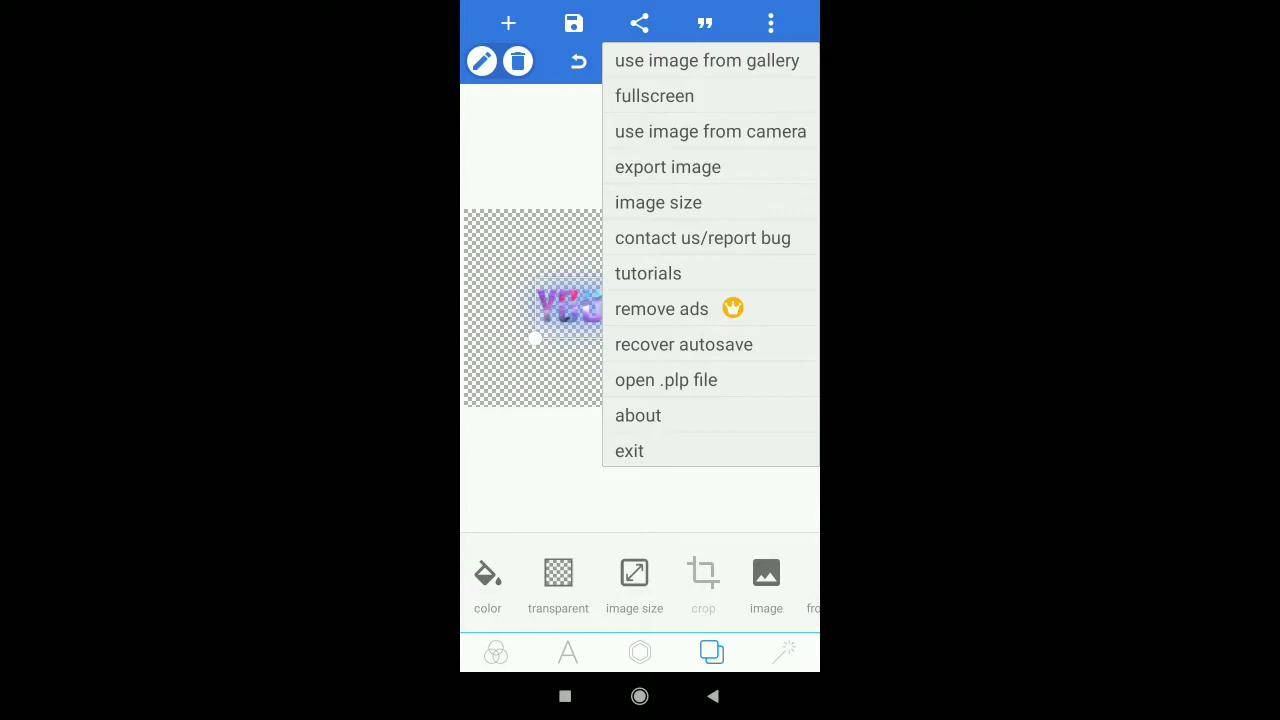 use image from gallery
fullscreen
use image from camera
export image
image size
contact us/report bug
tutorials
remove ads
recover autosave
open .plp file
about
exit
color
transparent
image size
crop
image